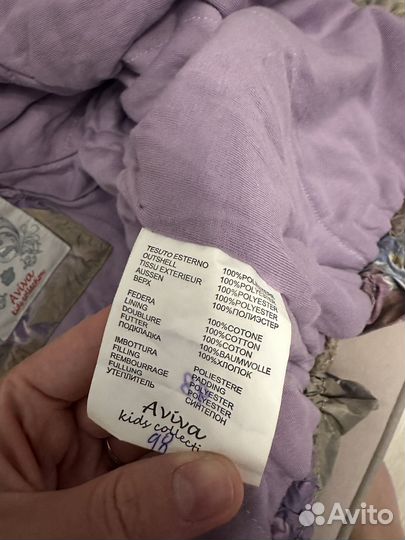 TESUTO ESTERNO 100%POLIESTERE
OUTSHELL 100%POLYESTER
TISSU EXTERIEUR 100%POLYESTER
AUSSEN 100%POLYESTER
ВЕРХ 100%ПОЛИЭСТЕР
FEDERA 100%COTONE
LINING 100%COTTON
DOUBLURE 100%COTON
FUTTER 100%BAUMWOLLE
ПОДКЛАДКА 100%ХЛОПОК
IMBOTTURA POLIESTERE
FILLING PADDING
REMBOURRAGE POLYESTER
FULLUNG POLYESTER
УТЕПЛИТЕЛЬ СИНТЕПОН
Aviva
kids collecti
98
Aviva
Avito